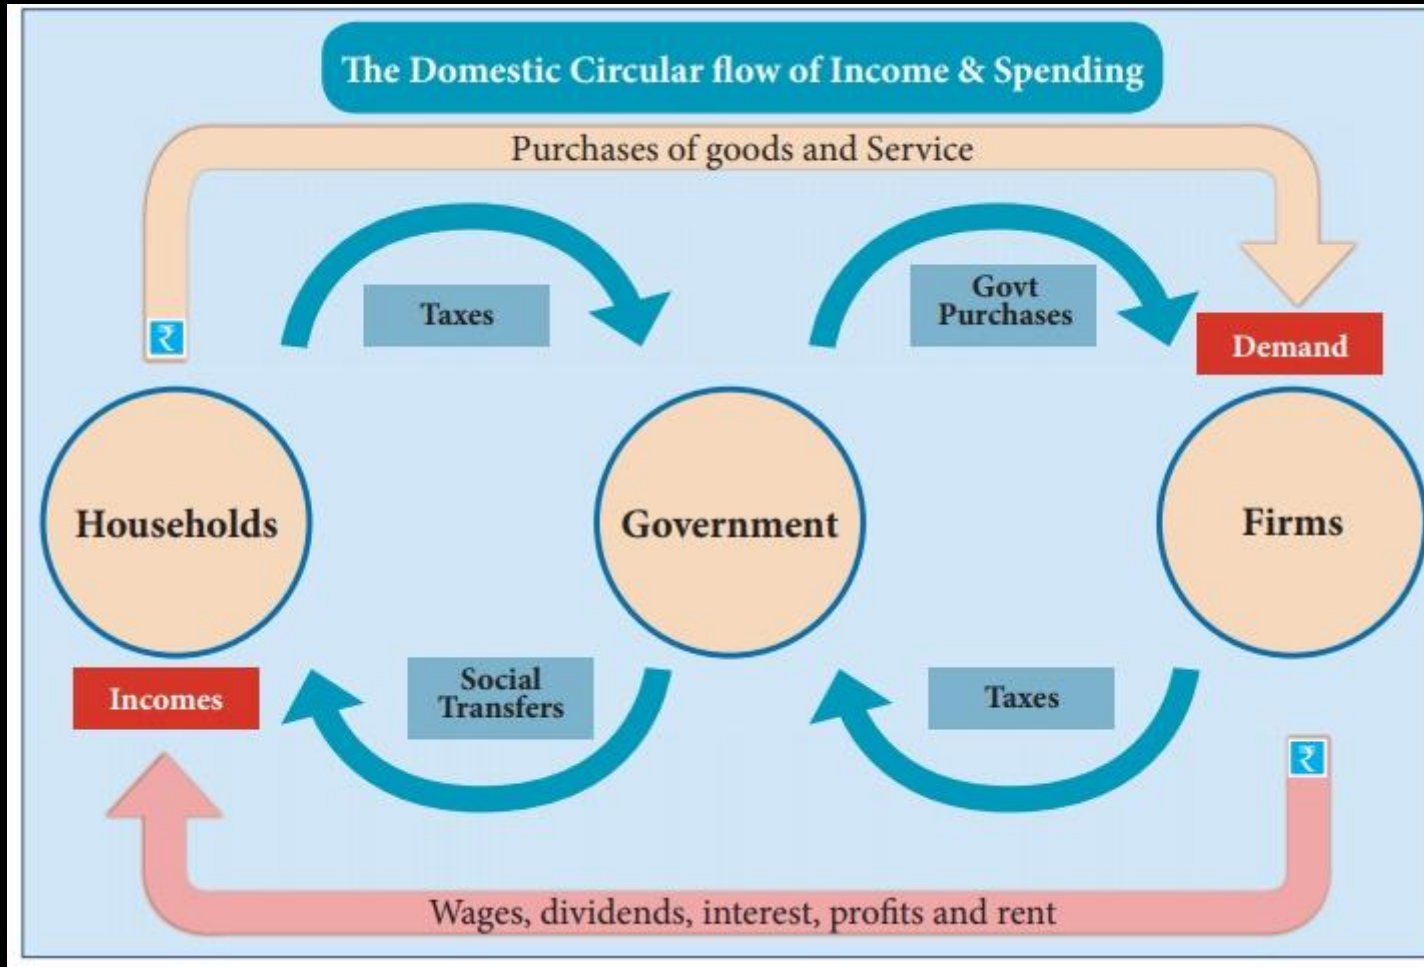 The Domestic Circular flow of Income & Spending
Purchases of goods and Service
Taxes
Govt
Purchases
₹
Demand
Households
Government
Firms
Incomes
Social
Transfers
Taxes
₹
Wages, dividends, interest, profits and rent